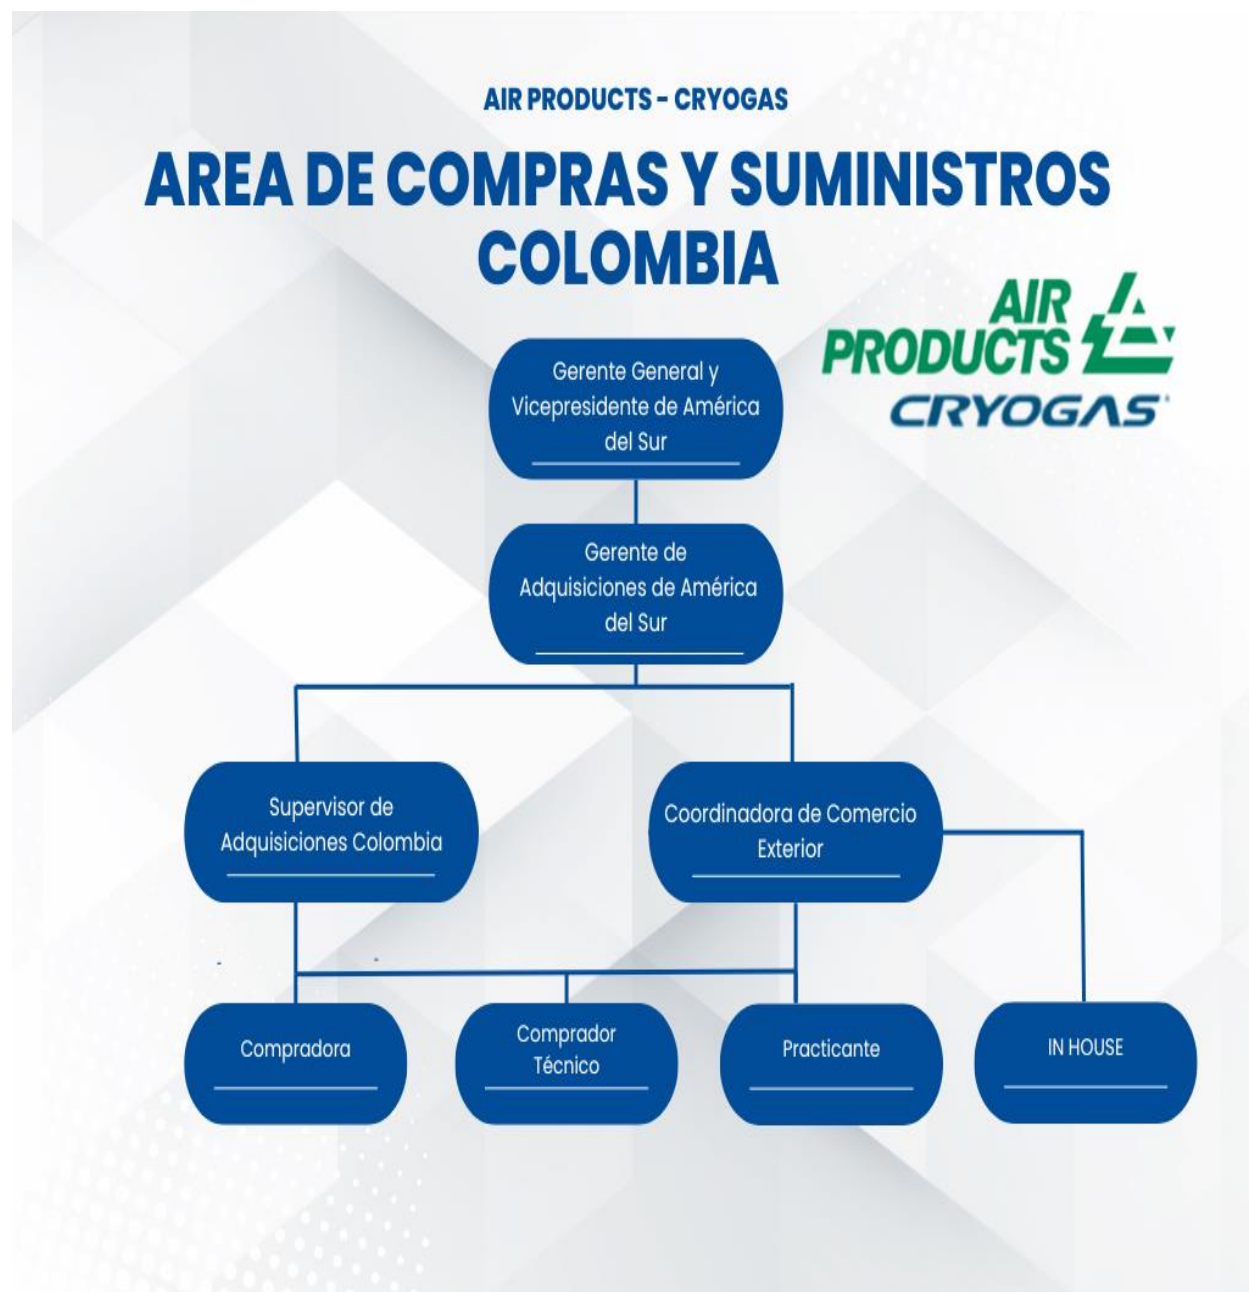 AIR PRODUCTS - CRYOGAS
AREA DE COMPRAS Y SUMINISTROS
COLOMBIA
AIR
PRODUCTS
CRYOGAS
Gerente General y
Vicepresidente de América
del Sur
Gerente de
Adquisiciones de América
del Sur
Supervisor de
Adquisiciones Colombia
Coordinadora de Comercio
Exterior
Compradora
Comprador
Técnico
Practicante
IN HOUSE